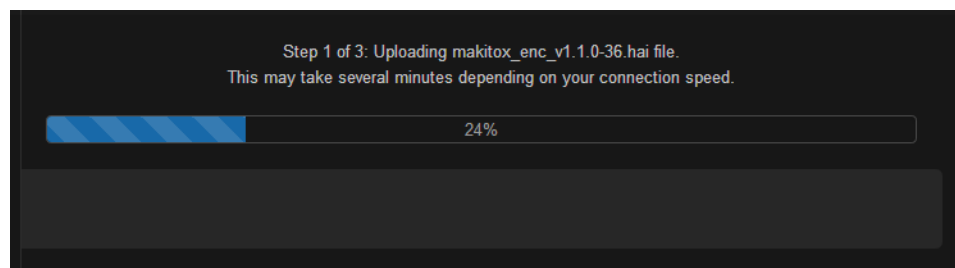 Step 1 of 3: Uploading makitox_enc_v1.1.0-36.hai file.
This may take several minutes depending on your connection speed.
24%